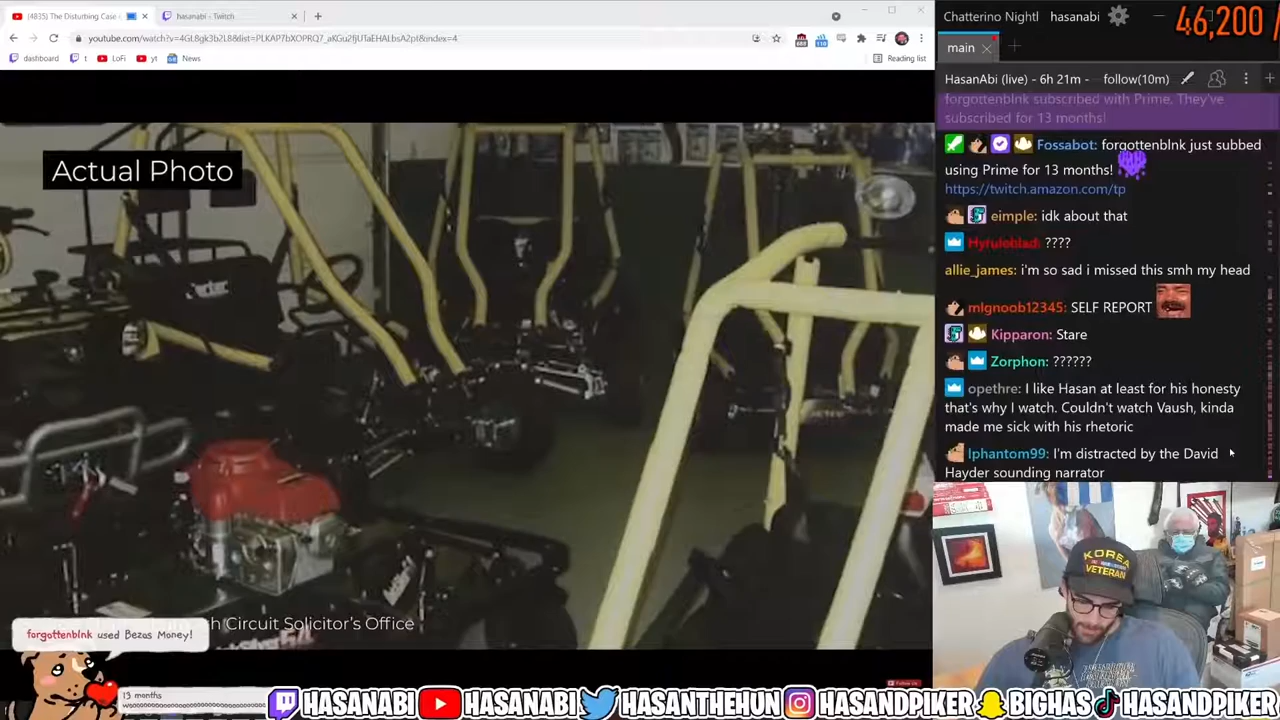 (4835) The Disturbing Case
hasanabi - Twitch
youtube.com/watch?v=4GL8gk3b2L8&list=PLKAP7bXOPRQ7_aKGu2fJUTaEHALbsA2pt&index=4
dashboard
t
LoFi
yt
News
Reading list
Actual Photo
h Circuit Solicitor's Office
forgottenblnk used Bezos Money!
13 months
Follow Us
Chatterino Nightl
hasanabi
46,200 /
main
HasanAbi (live) - 6h 21m -
follow(10m)
forgottenblnk subscribed with Prime. They've
subscribed for 13 months!
Fossabot: forgottenblnk just subbed
using Prime for 13 months!
https://twitch.amazon.com/tp
eimple: idk about that
Hyruleblad: ????
allie_james: i'm so sad i missed this smh my head
mlgnoob12345: SELF REPORT
Kipparon: Stare
Zorphon: ??????
opethre: I like Hasan at least for his honesty
that's why I watch. Couldn't watch Vaush, kinda
made me sick with his rhetoric
lphantom99: I'm distracted by the David
Hayder sounding narrator
KOREA
VETERAN
HASANABI
HASANABI
HASANTHEHUN
HASANDPIKER
BIGHAS
HASANDPIKER